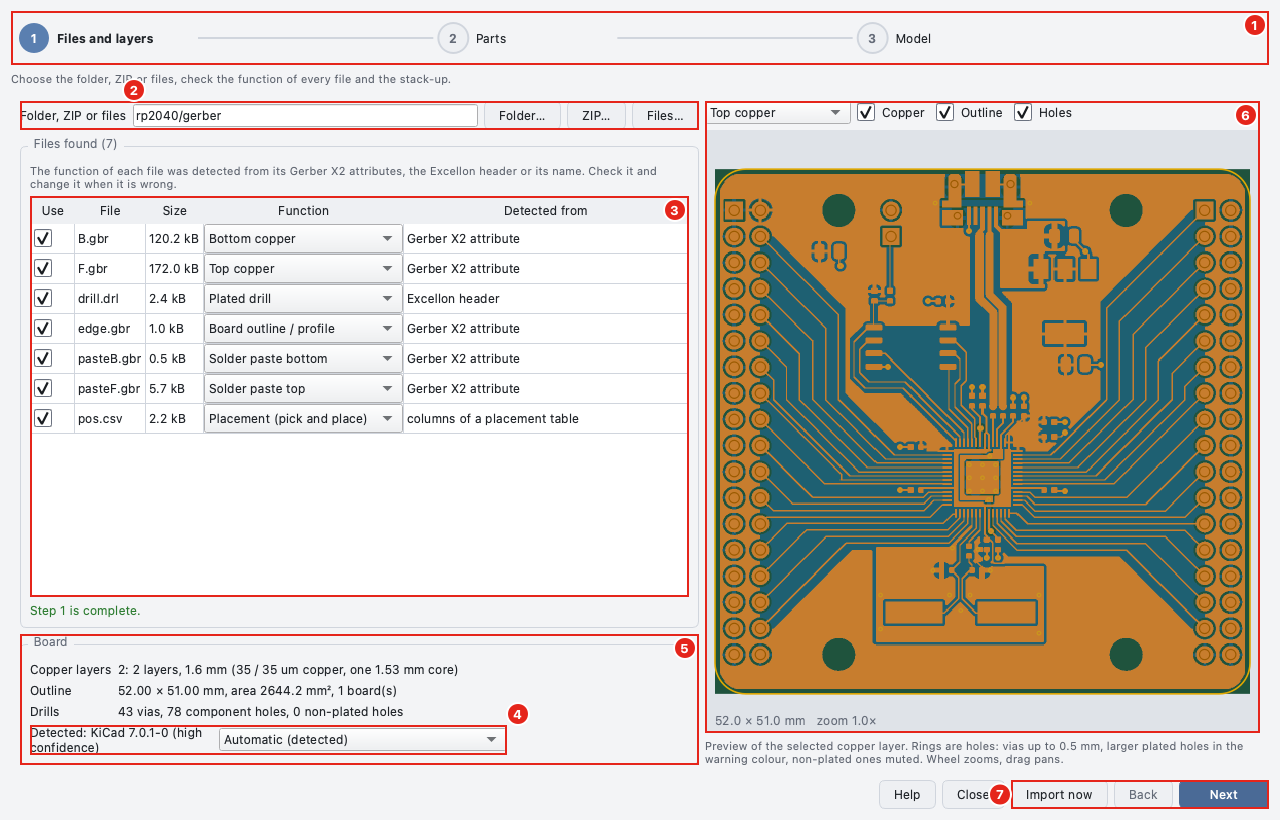 1 Files and layers 2 Parts 3 Model 1
Choose the folder, ZIP or files, check the function of every file and the stack-up.
2
Folder, ZIP or files rp2040/gerber Folder... ZIP... Files...
Top copper Copper Outline Holes 6
Files found (7)
The function of each file was detected from its Gerber X2 attributes, the Excellon header or its name. Check it and
change it when it is wrong.
Use File Size Function Detected from 3
B.gbr 120.2 kB Bottom copper Gerber X2 attribute
F.gbr 172.0 kB Top copper Gerber X2 attribute
drill.drl 2.4 kB Plated drill Excellon header
edge.gbr 1.0 kB Board outline / profile Gerber X2 attribute
pasteB.gbr 0.5 kB Solder paste bottom Gerber X2 attribute
pasteF.gbr 5.7 kB Solder paste top Gerber X2 attribute
pos.csv 2.2 kB Placement (pick and place) columns of a placement table
Step 1 is complete.
Board 5
Copper layers 2: 2 layers, 1.6 mm (35 / 35 um copper, one 1.53 mm core)
Outline 52.00 × 51.00 mm, area 2644.2 mm², 1 board(s)
Drills 43 vias, 78 component holes, 0 non-plated holes
4
Detected: KiCad 7.0.1-0 (high
confidence)
Automatic (detected)
52.0 × 51.0 mm zoom 1.0×
Preview of the selected copper layer. Rings are holes: vias up to 0.5 mm, larger plated holes in the
warning colour, non-plated ones muted. Wheel zooms, drag pans.
Help Close 7 Import now Back Next